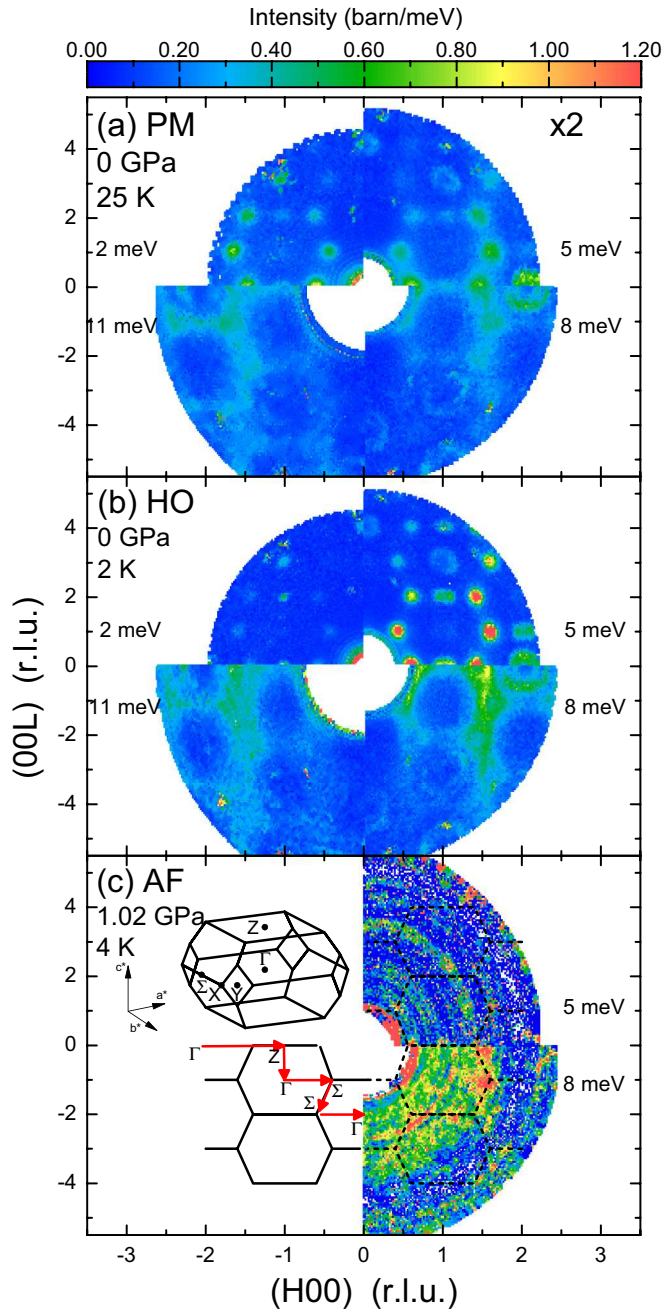 Intensity (barn/meV)
0.00 0.20 0.40 0.60 0.80 1.00 1.20
(a) PM x2
0 GPa
25 K
2 meV 5 meV
11 meV 8 meV
4
2
0
-2
-4
(b) HO
0 GPa
2 K
2 meV 5 meV
11 meV 8 meV
4
2
0
-2
-4
(00L) (r.l.u.)
(c) AF
1.02 GPa
4 K
Z
Γ
Σ
X Y
c*
a*
b*
5 meV
8 meV
Γ Z
Γ Σ
Σ
Γ
4
2
0
-2
-4
-3 -2 -1 0 1 2 3
(H00) (r.l.u.)